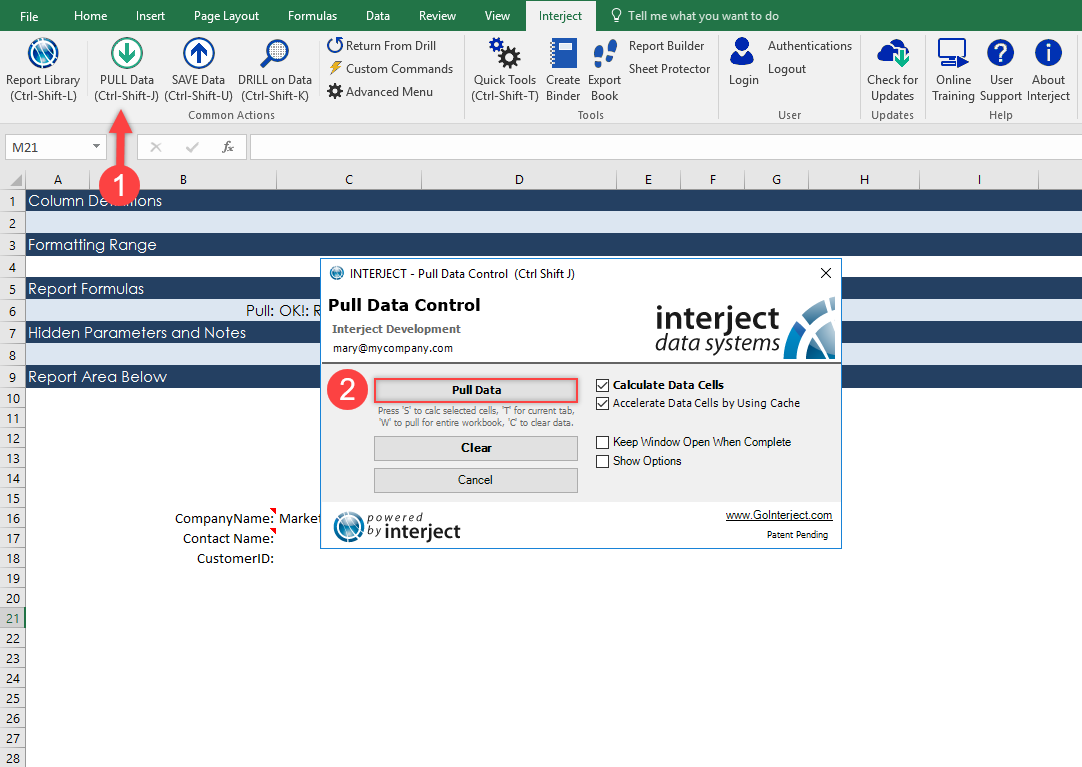 File Home Insert Page Layout Formulas Data Review View Interject Tell me what you want to do
Report Library
(Ctrl-Shift-L)
PULL Data
(Ctrl-Shift-J)
SAVE Data
(Ctrl-Shift-U)
DRILL on Data
(Ctrl-Shift-K)
Return From Drill
Custom Commands
Advanced Menu
Common Actions
Quick Tools
(Ctrl-Shift-T)
Create
Binder
Export
Book
Report Builder
Sheet Protector
Tools
Login
Authentications
Logout
User
Check for
Updates
Updates
Online
Training
User
Support
About
Interject
Help
1
M21 fx
A B C D E F G H I
1 Column
2
3 Formatting Range
4
5 Report Formulas
6 Pull: OK!:
7 Hidden Parameters and Notes
8
9 Report Area Below
10
11
12
13
14
15
16 CompanyName: Market
17 Contact Name:
18 CustomerID:
19
20
21
22
23
24
25
26
27
28
INTERJECT - Pull Data Control (Ctrl Shift J)
Pull Data Control
Interject Development
mary@mycompany.com
interject
data systems
2
Pull Data
Press 'S' to calc selected cells, 'T' for current tab,
'W' to pull for entire workbook, 'C' to clear data.
Clear
Cancel
Calculate Data Cells
Accelerate Data Cells by Using Cache
Keep Window Open When Complete
Show Options
powered
by interject
www.GoInterject.com
Patent Pending